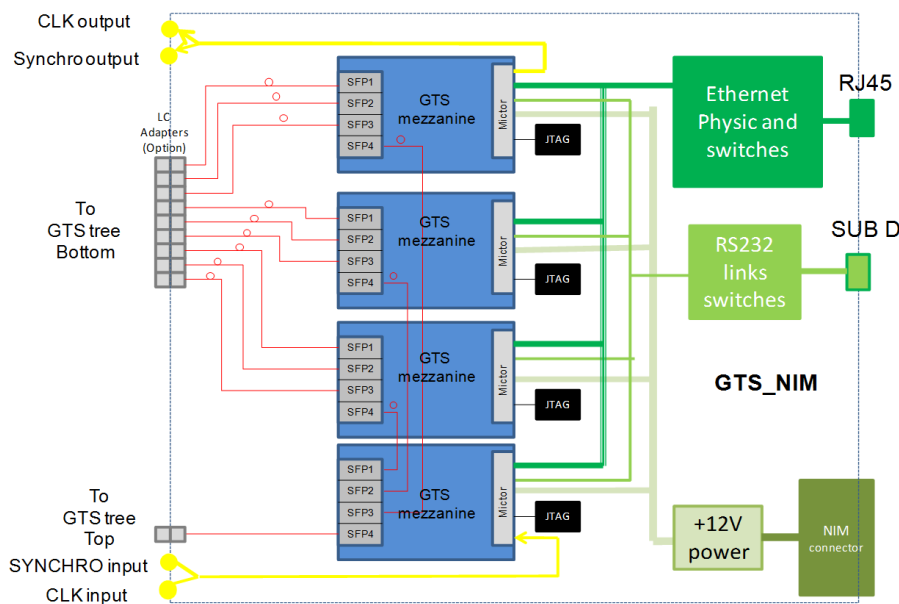 CLK output
Synchro output
LC
Adapters
(Option)
To
GTS tree
Bottom
To
GTS tree
Top
SYNCHRO input
CLK input
SFP1
SFP2
SFP3
SFP4
GTS
mezzanine
Mictor
JTAG
SFP1
SFP2
SFP3
SFP4
GTS
mezzanine
Mictor
JTAG
SFP1
SFP2
SFP3
SFP4
GTS
mezzanine
Mictor
JTAG
SFP1
SFP2
SFP3
SFP4
GTS
mezzanine
Mictor
JTAG
Ethernet
Physic and
switches
RJ45
RS232
links
switches
SUB D
GTS_NIM
+12V
power
NIM
connector